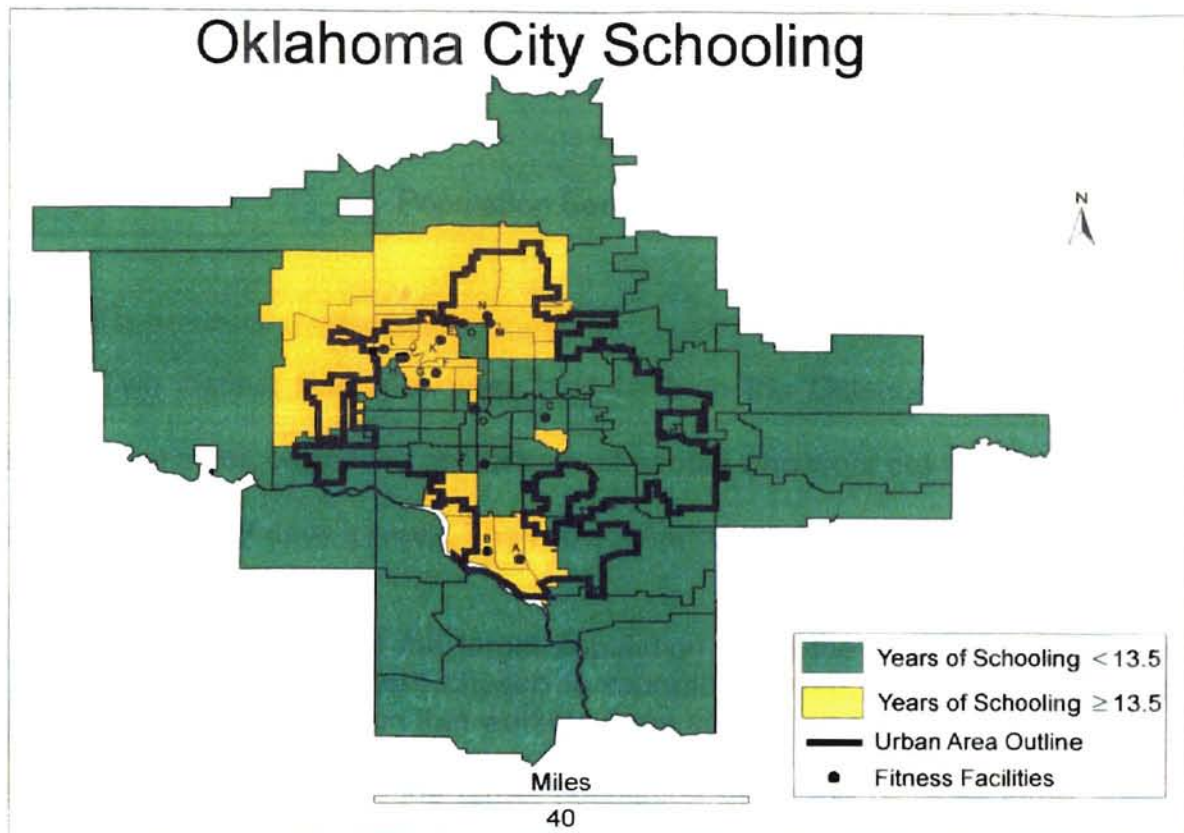 Oklahoma City Schooling
N
N
M
L
K
F
C
B
A
Years of Schooling < 13.5
Years of Schooling ≥ 13.5
Urban Area Outline
Fitness Facilities
Miles
40